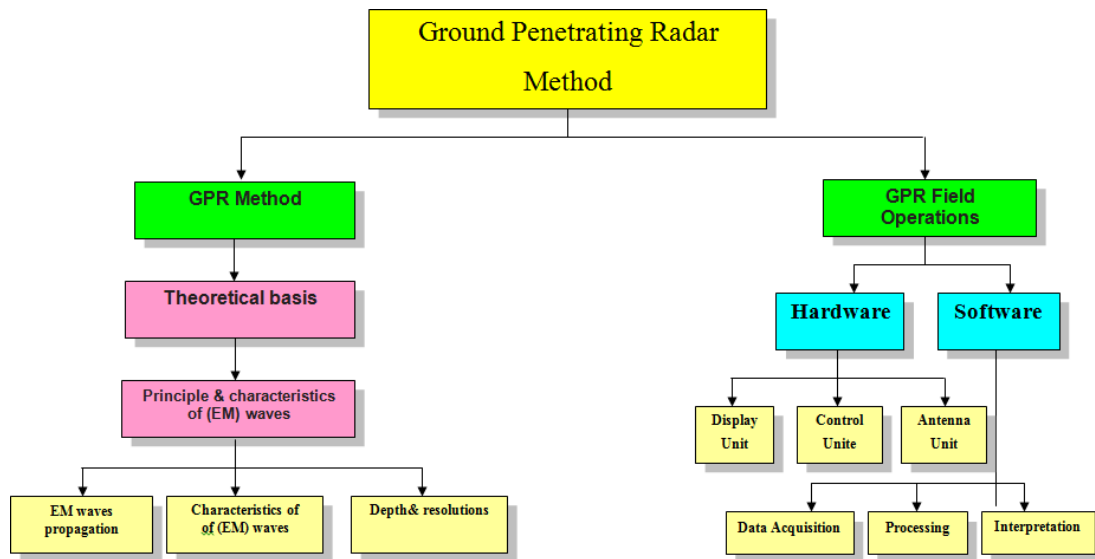 Ground Penetrating Radar
Method
GPR Method
GPR Field
Operations
Theoretical basis
Hardware
Software
Principle & characteristics
of (EM) waves
Display
Unit
Control
Unite
Antenna
Unit
EM waves
propagation
Characteristics of
of (EM) waves
Depth& resolutions
Data Acquisition
Processing
Interpretation